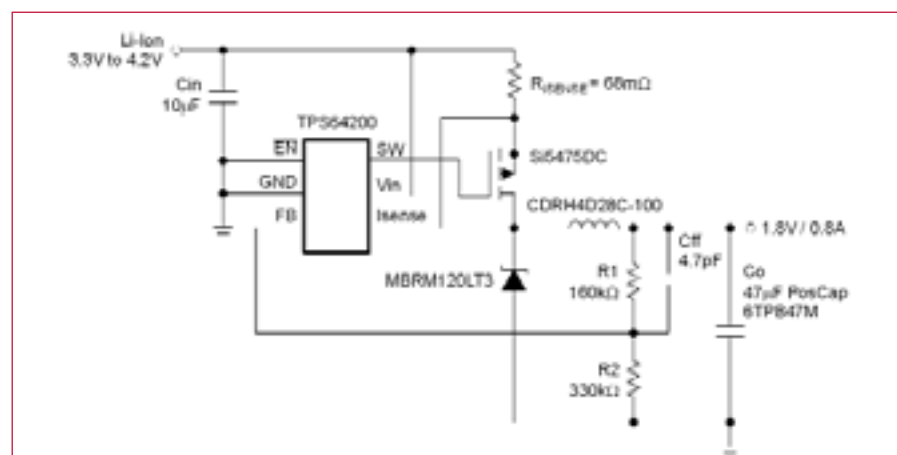 Li-Ion
3.3V to 4.2V
Cin
10µF
R_ISENSE = 68mΩ
TPS64200
EN
SW
Si5475DC
GND
Vin
CDRH4D28C-100
FB
Isense
1.8V / 0.8A
Cff
4.7pF
MBRM120LT3
R1
160kΩ
Co
47µF PosCap
6TPB47M
R2
330kΩ